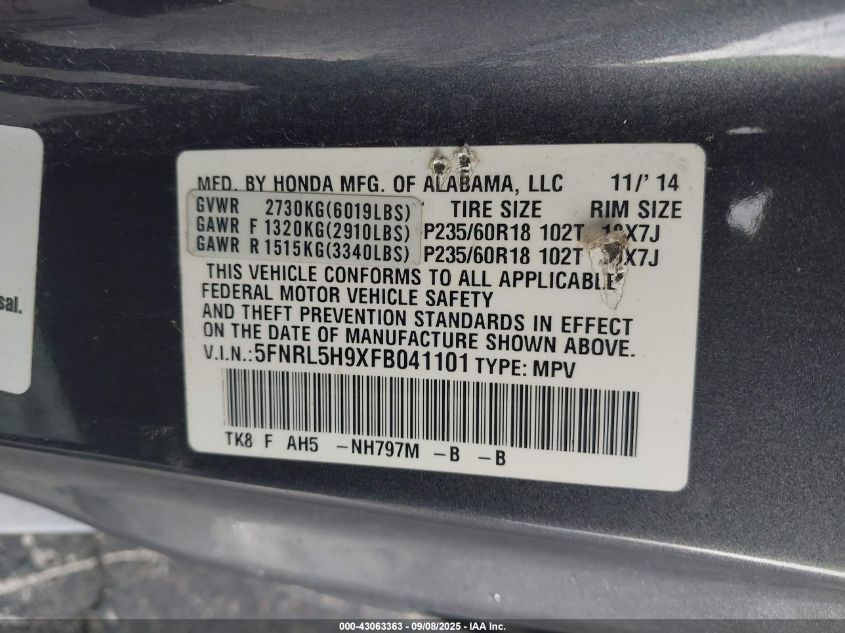 MFD. BY HONDA MFG. OF ALABAMA, LLC 11/'14
GVWR 2730KG(6019LBS) TIRE SIZE RIM SIZE
GAWR F 1320KG(2910LBS) P235/60R18 102T X7J
GAWR R 1515KG(3340LBS) P235/60R18 102T X7J
THIS VEHICLE CONFORMS TO ALL APPLICABLE
FEDERAL MOTOR VEHICLE SAFETY
AND THEFT PREVENTION STANDARDS IN EFFECT
ON THE DATE OF MANUFACTURE SHOWN ABOVE.
V.I.N.:5FNRL5H9XFB041101 TYPE: MPV
TK8 F AH5 -NH797M -B -B
sal.
000-43063363 - 09/08/2025 - IAA Inc.